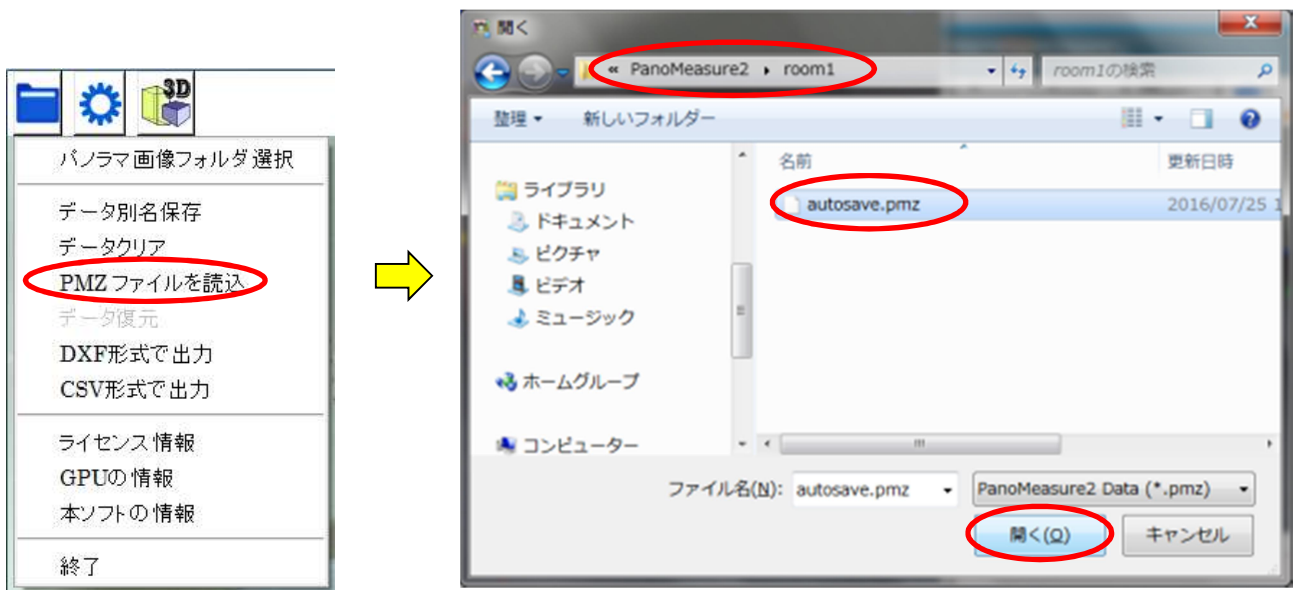 3D
パノラマ画像フォルダ選択
データ別名保存
データクリア
PMZファイルを読込
データ復元
DXF形式で出力
CSV形式で出力
ライセンス情報
GPUの情報
本ソフトの情報
終了
開く
« PanoMeasure2 ▸ room1
room1の検索
整理 新しいフォルダー
名前 更新日時
autosave.pmz 2016/07/25 1
ライブラリ
ドキュメント
ピクチャ
ビデオ
ミュージック
ホームグループ
コンピューター
ファイル名(N): autosave.pmz PanoMeasure2 Data (*.pmz)
開く(O) キャンセル